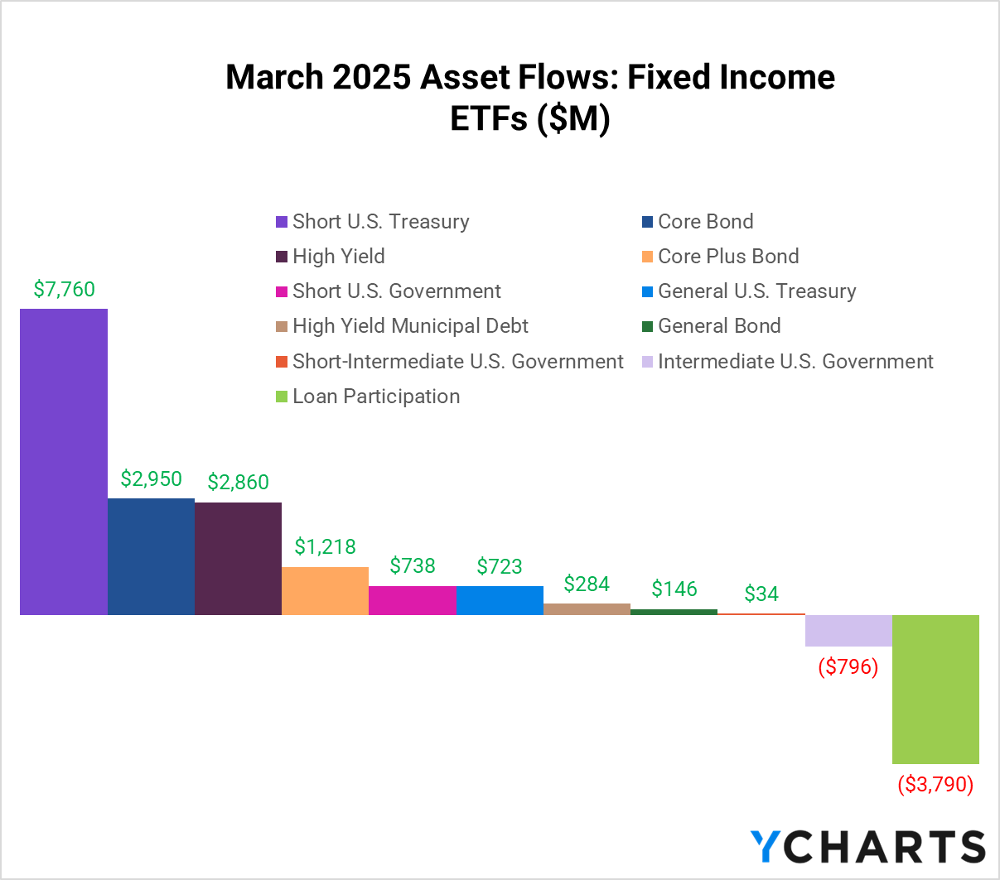 March 2025 Asset Flows: Fixed Income
ETFs ($M)
Short U.S. Treasury
Core Bond
High Yield
Core Plus Bond
Short U.S. Government
General U.S. Treasury
High Yield Municipal Debt
General Bond
Short-Intermediate U.S. Government
Intermediate U.S. Government
Loan Participation
$7,760
$2,950
$2,860
$1,218
$738
$723
$284
$146
$34
($796)
($3,790)
YCHARTS